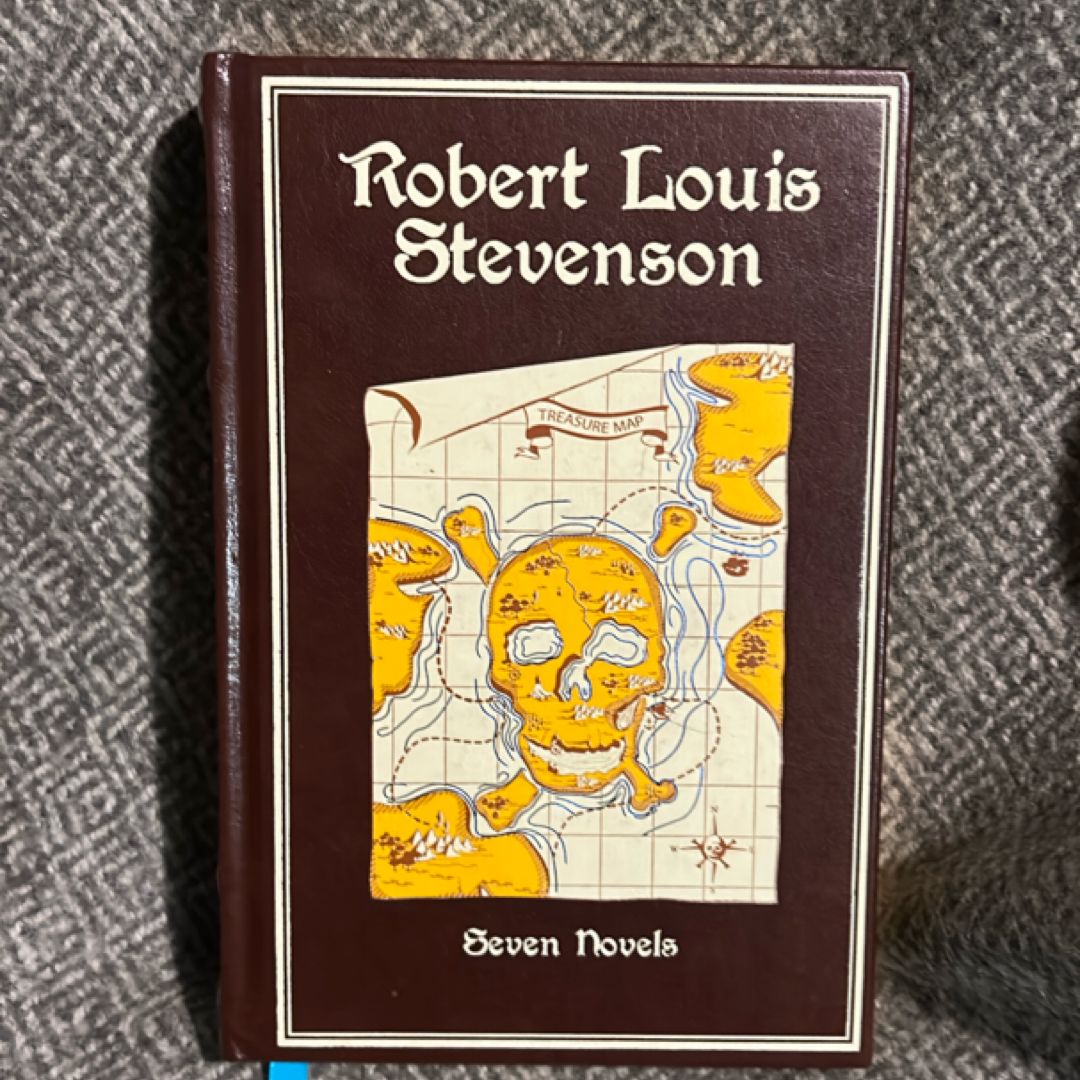 Robert Louis
Stevenson
TREASURE MAP
N
Seven Novels